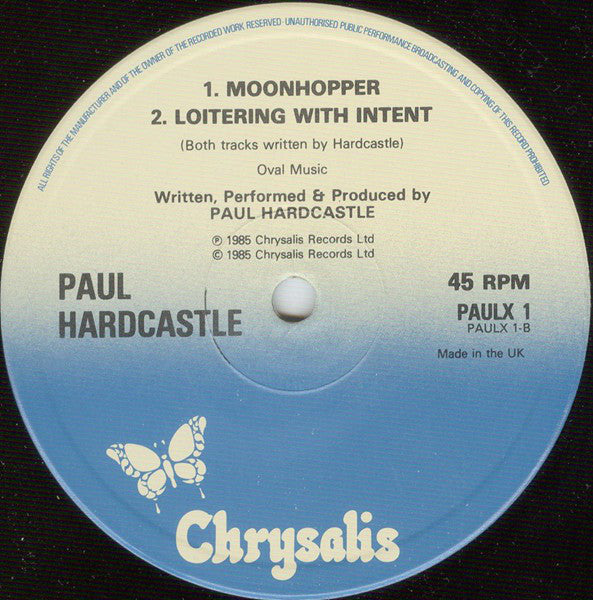 ALL RIGHTS OF THE MANUFACTURER AND OF THE OWNER OF THE RECORDED WORK RESERVED · UNAUTHORISED PUBLIC PERFORMANCE BROADCASTING AND COPYING OF THIS RECORD PROHIBITED
1. MOONHOPPER
2. LOITERING WITH INTENT
(Both tracks written by Hardcastle)
Oval Music
Written, Performed & Produced by
PAUL HARDCASTLE
℗ 1985 Chrysalis Records Ltd
© 1985 Chrysalis Records Ltd
PAUL
HARDCASTLE
45 RPM
PAULX 1
PAULX 1-B
Made in the UK
Chrysalis